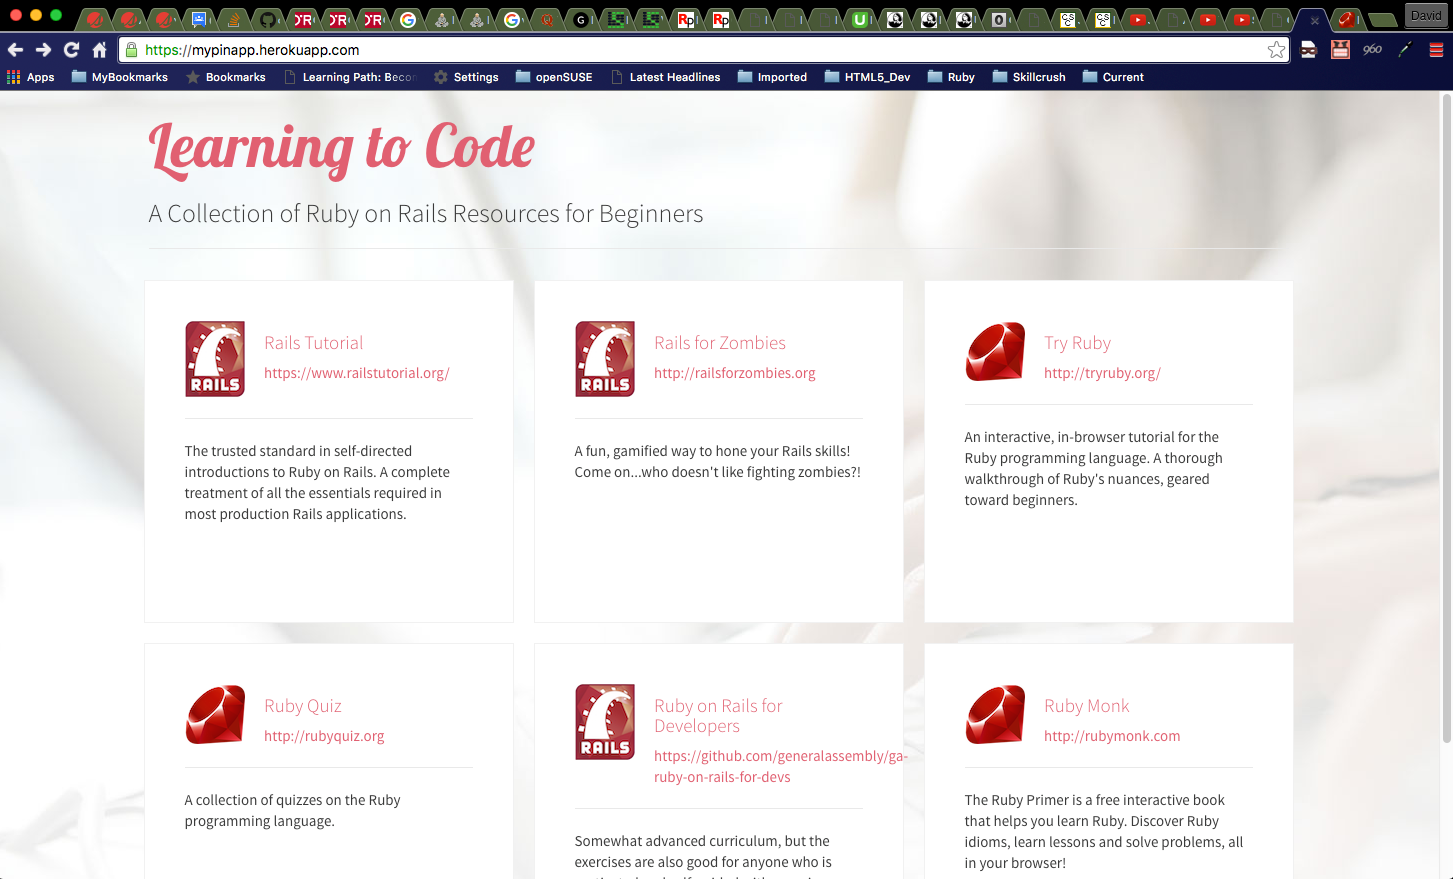 David
https://mypinapp.herokuapp.com
960
Apps
MyBookmarks
Bookmarks
Learning Path: Becon
Settings
openSUSE
Latest Headlines
Imported
HTML5_Dev
Ruby
Skillcrush
Current
Learning to Code
A Collection of Ruby on Rails Resources for Beginners
RAILS
Rails Tutorial
https://www.railstutorial.org/
The trusted standard in self-directed
introductions to Ruby on Rails. A complete
treatment of all the essentials required in
most production Rails applications.
RAILS
Rails for Zombies
http://railsforzombies.org
A fun, gamified way to hone your Rails skills!
Come on...who doesn't like fighting zombies?!
Try Ruby
http://tryruby.org/
An interactive, in-browser tutorial for the
Ruby programming language. A thorough
walkthrough of Ruby's nuances, geared
toward beginners.
Ruby Quiz
http://rubyquiz.org
A collection of quizzes on the Ruby
programming language.
RAILS
Ruby on Rails for
Developers
https://github.com/generalassembly/ga-
ruby-on-rails-for-devs
Somewhat advanced curriculum, but the
exercises are also good for anyone who is
Ruby Monk
http://rubymonk.com
The Ruby Primer is a free interactive book
that helps you learn Ruby. Discover Ruby
idioms, learn lessons and solve problems, all
in your browser!